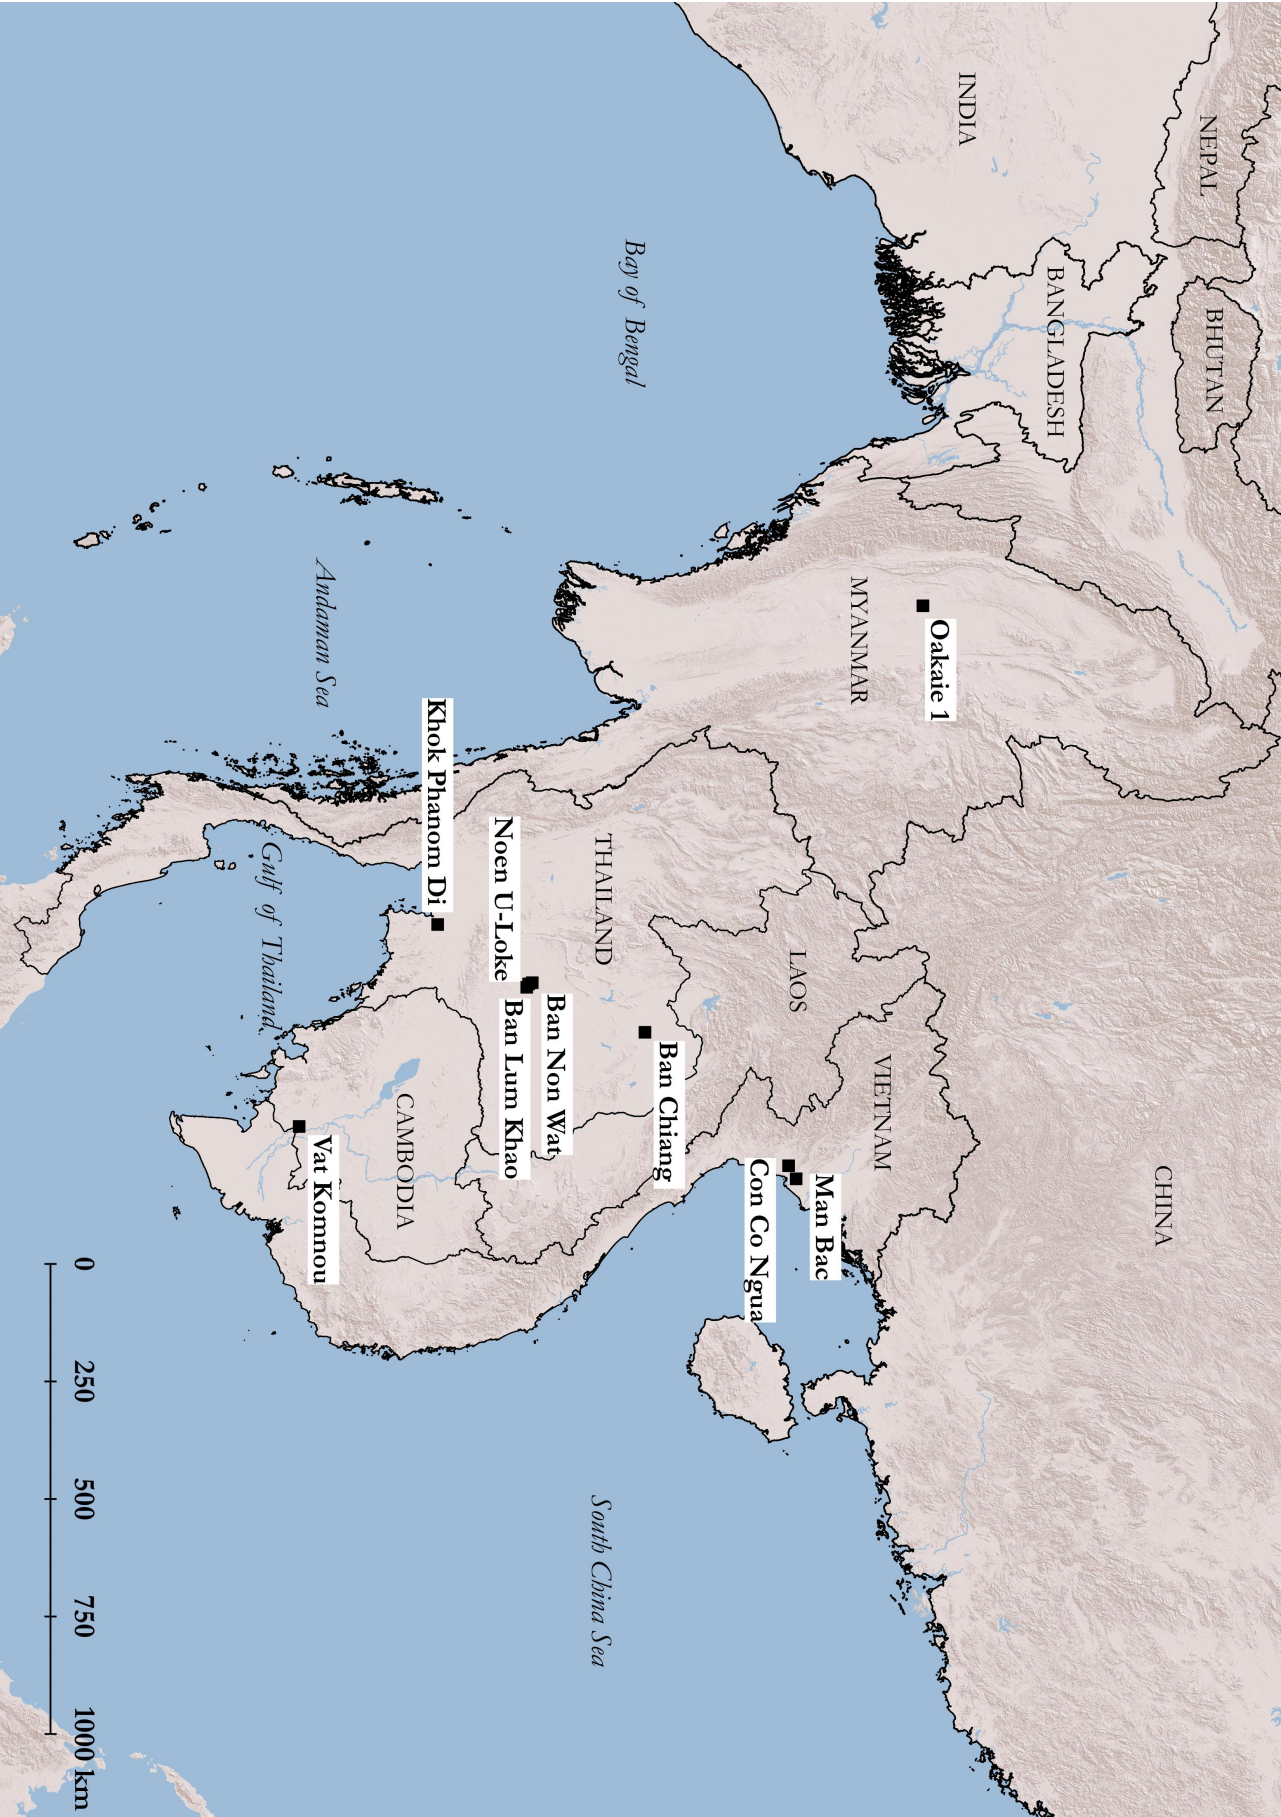 NEPAL
BHUTAN
CHINA
INDIA
BANGLADESH
Oakaie 1
MYANMAR
VIETNAM
Man Bac
LAOS
Con Co Ngua
Bay of Bengal
Ban Chiang
THAILAND
South China Sea
Ban Non Wat
Noen U-Loke
Ban Lum Khao
Khok Phanom Di
CAMBODIA
Andaman Sea
Vat Komnou
Gulf of Thailand
0 250 500 750 1000 km